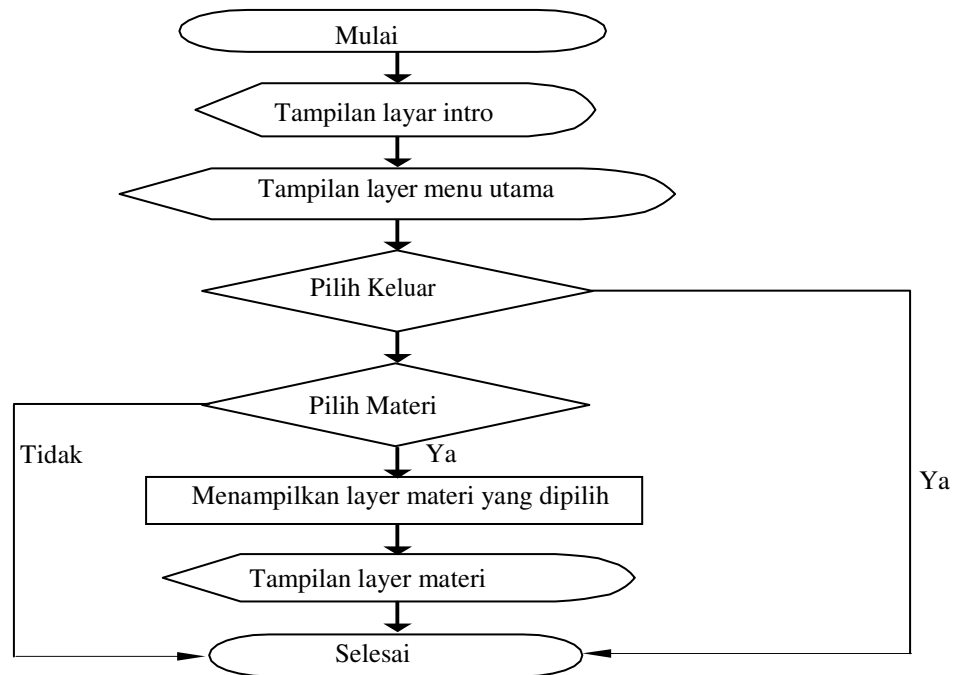 Mulai
Tampilan layar intro
Tampilan layer menu utama
Pilih Keluar
Pilih Materi
Tidak
Ya
Ya
Menampilkan layer materi yang dipilih
Tampilan layer materi
Selesai